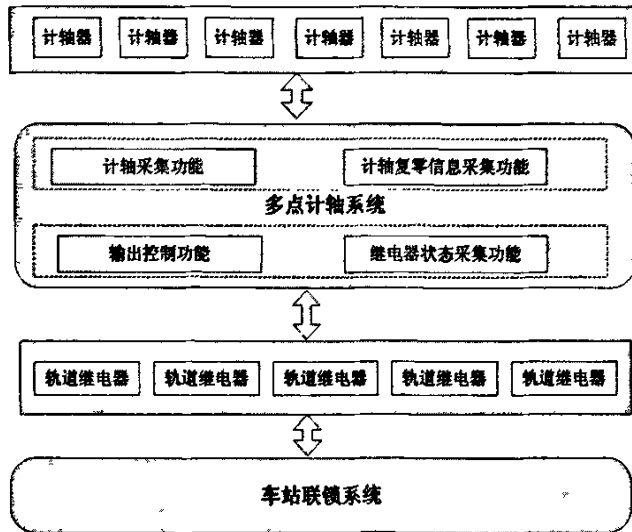 计轴器 计轴器 计轴器 计轴器 计轴器 计轴器 计轴器
计轴采集功能 计轴复零信息采集功能
多点计轴系统
输出控制功能 继电器状态采集功能
轨道继电器 轨道继电器 轨道继电器 轨道继电器 轨道继电器
车站联锁系统